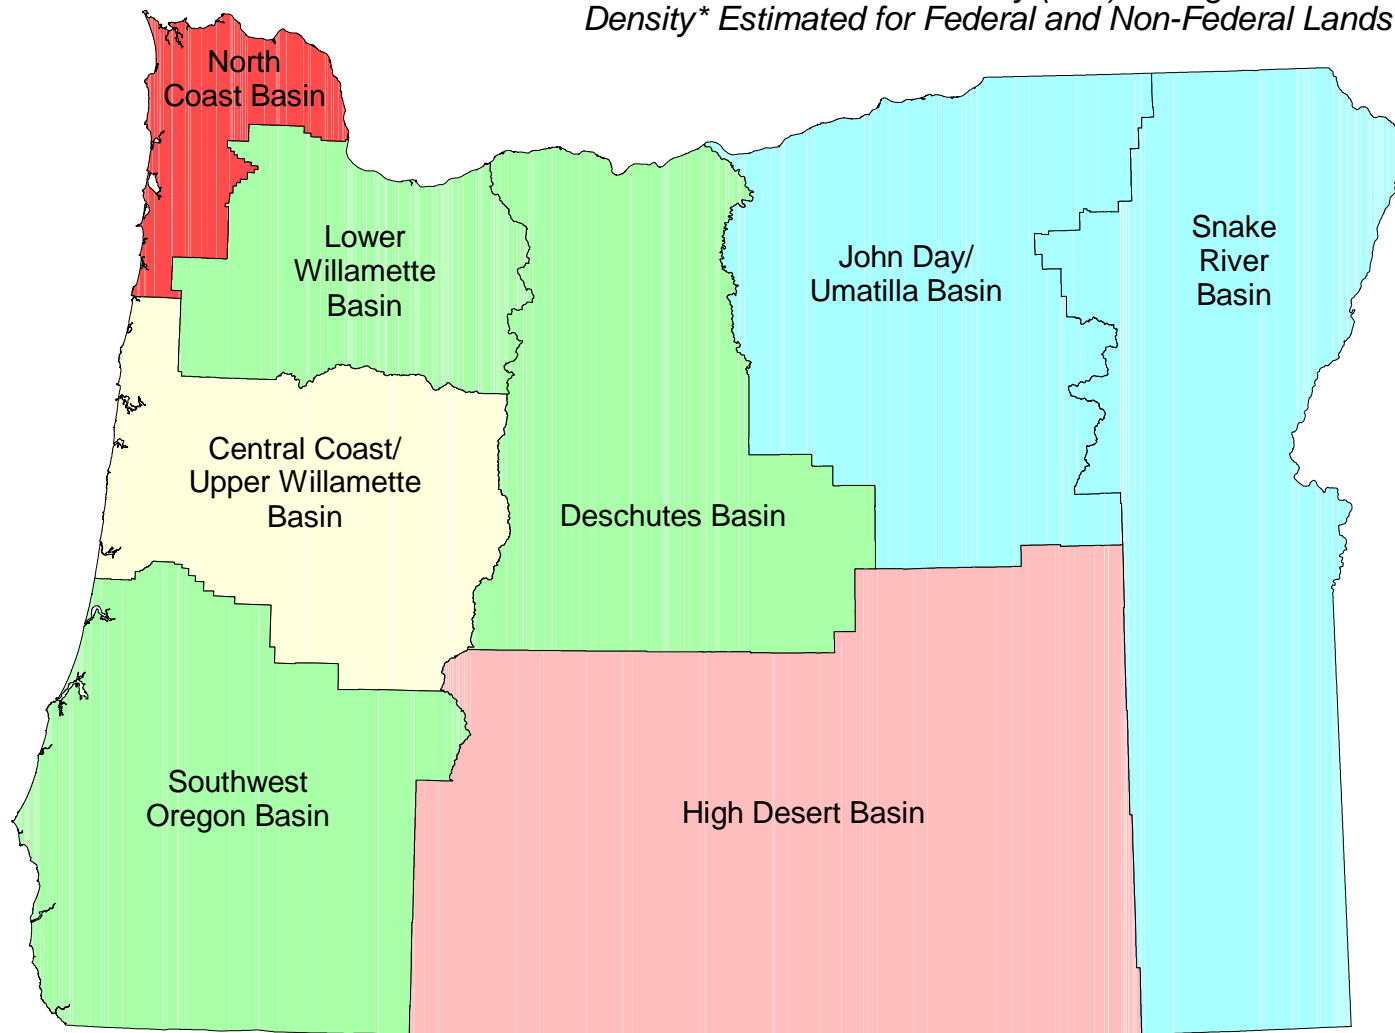 Density* Estimated for Federal and Non-Federal Lands
North
Coast Basin
Lower
Willamette
Basin
John Day/
Umatilla Basin
Snake
River
Basin
Central Coast/
Upper Willamette
Basin
Deschutes Basin
Southwest
Oregon Basin
High Desert Basin